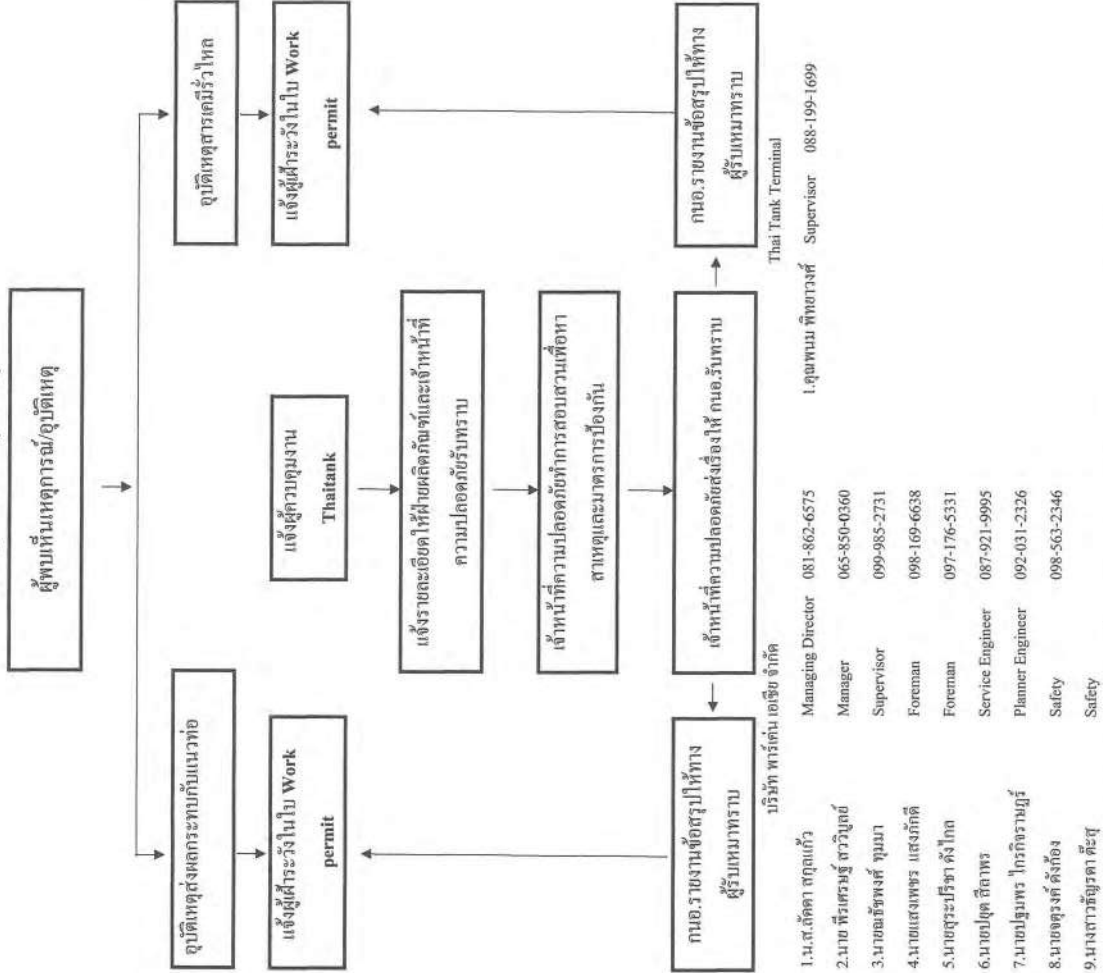 ผู้พบเห็นเหตุการณ์/อุบัติเหตุ
อุบัติเหตุส่งผลกระทบกับแนวท่อ
อุบัติเหตุสารเคมีรั่วไหล
แจ้งผู้เฝ้าระวังในใบ Work
permit
แจ้งผู้ควบคุมงาน
Thaitank
แจ้งผู้เฝ้าระวังในใบ Work
permit
แจ้งรายละเอียดให้ฝ่ายผลิตภัณฑ์และเจ้าหน้าที่
ความปลอดภัยรับทราบ
เจ้าหน้าที่ความปลอดภัยทำการสอบสวนเพื่อหา
สาเหตุและมาตรการป้องกัน
กนอ.รายงานข้อสรุปให้ทาง
ผู้รับเหมาทราบ
เจ้าหน้าที่ความปลอดภัยส่งเรื่องให้ กนอ.รับทราบ
กนอ.รายงานข้อสรุปให้ทาง
ผู้รับเหมาทราบ
บริษัท พาร์เค่น เอเชีย จำกัด
Thai Tank Terminal
1.น.ส.ลัดดา สกุลแก้ว Managing Director 081-862-6575
1.คุณพนม พิทยาวงศ์ Supervisor 088-199-1699
2.นาย พีรเศรษฐ์ สววิบูลย์ Manager 065-850-0360
3.นายณธัชพงศ์ ทุมมา Supervisor 099-985-2731
4.นายแสงเพชร แสงภักดี Foreman 098-169-6638
5.นายสุระปรีชา ดังไกล Foreman 097-176-5331
6.นายปยุต สีลาพร Service Engineer 087-921-9995
7.นายปฐมพร ไกรกิจราษฎร์ Planner Engineer 092-031-2326
8.นายจตุรงค์ ดังก้อง Safety 098-563-2346
9.นางสาวธัญรดา ตะสุ Safety